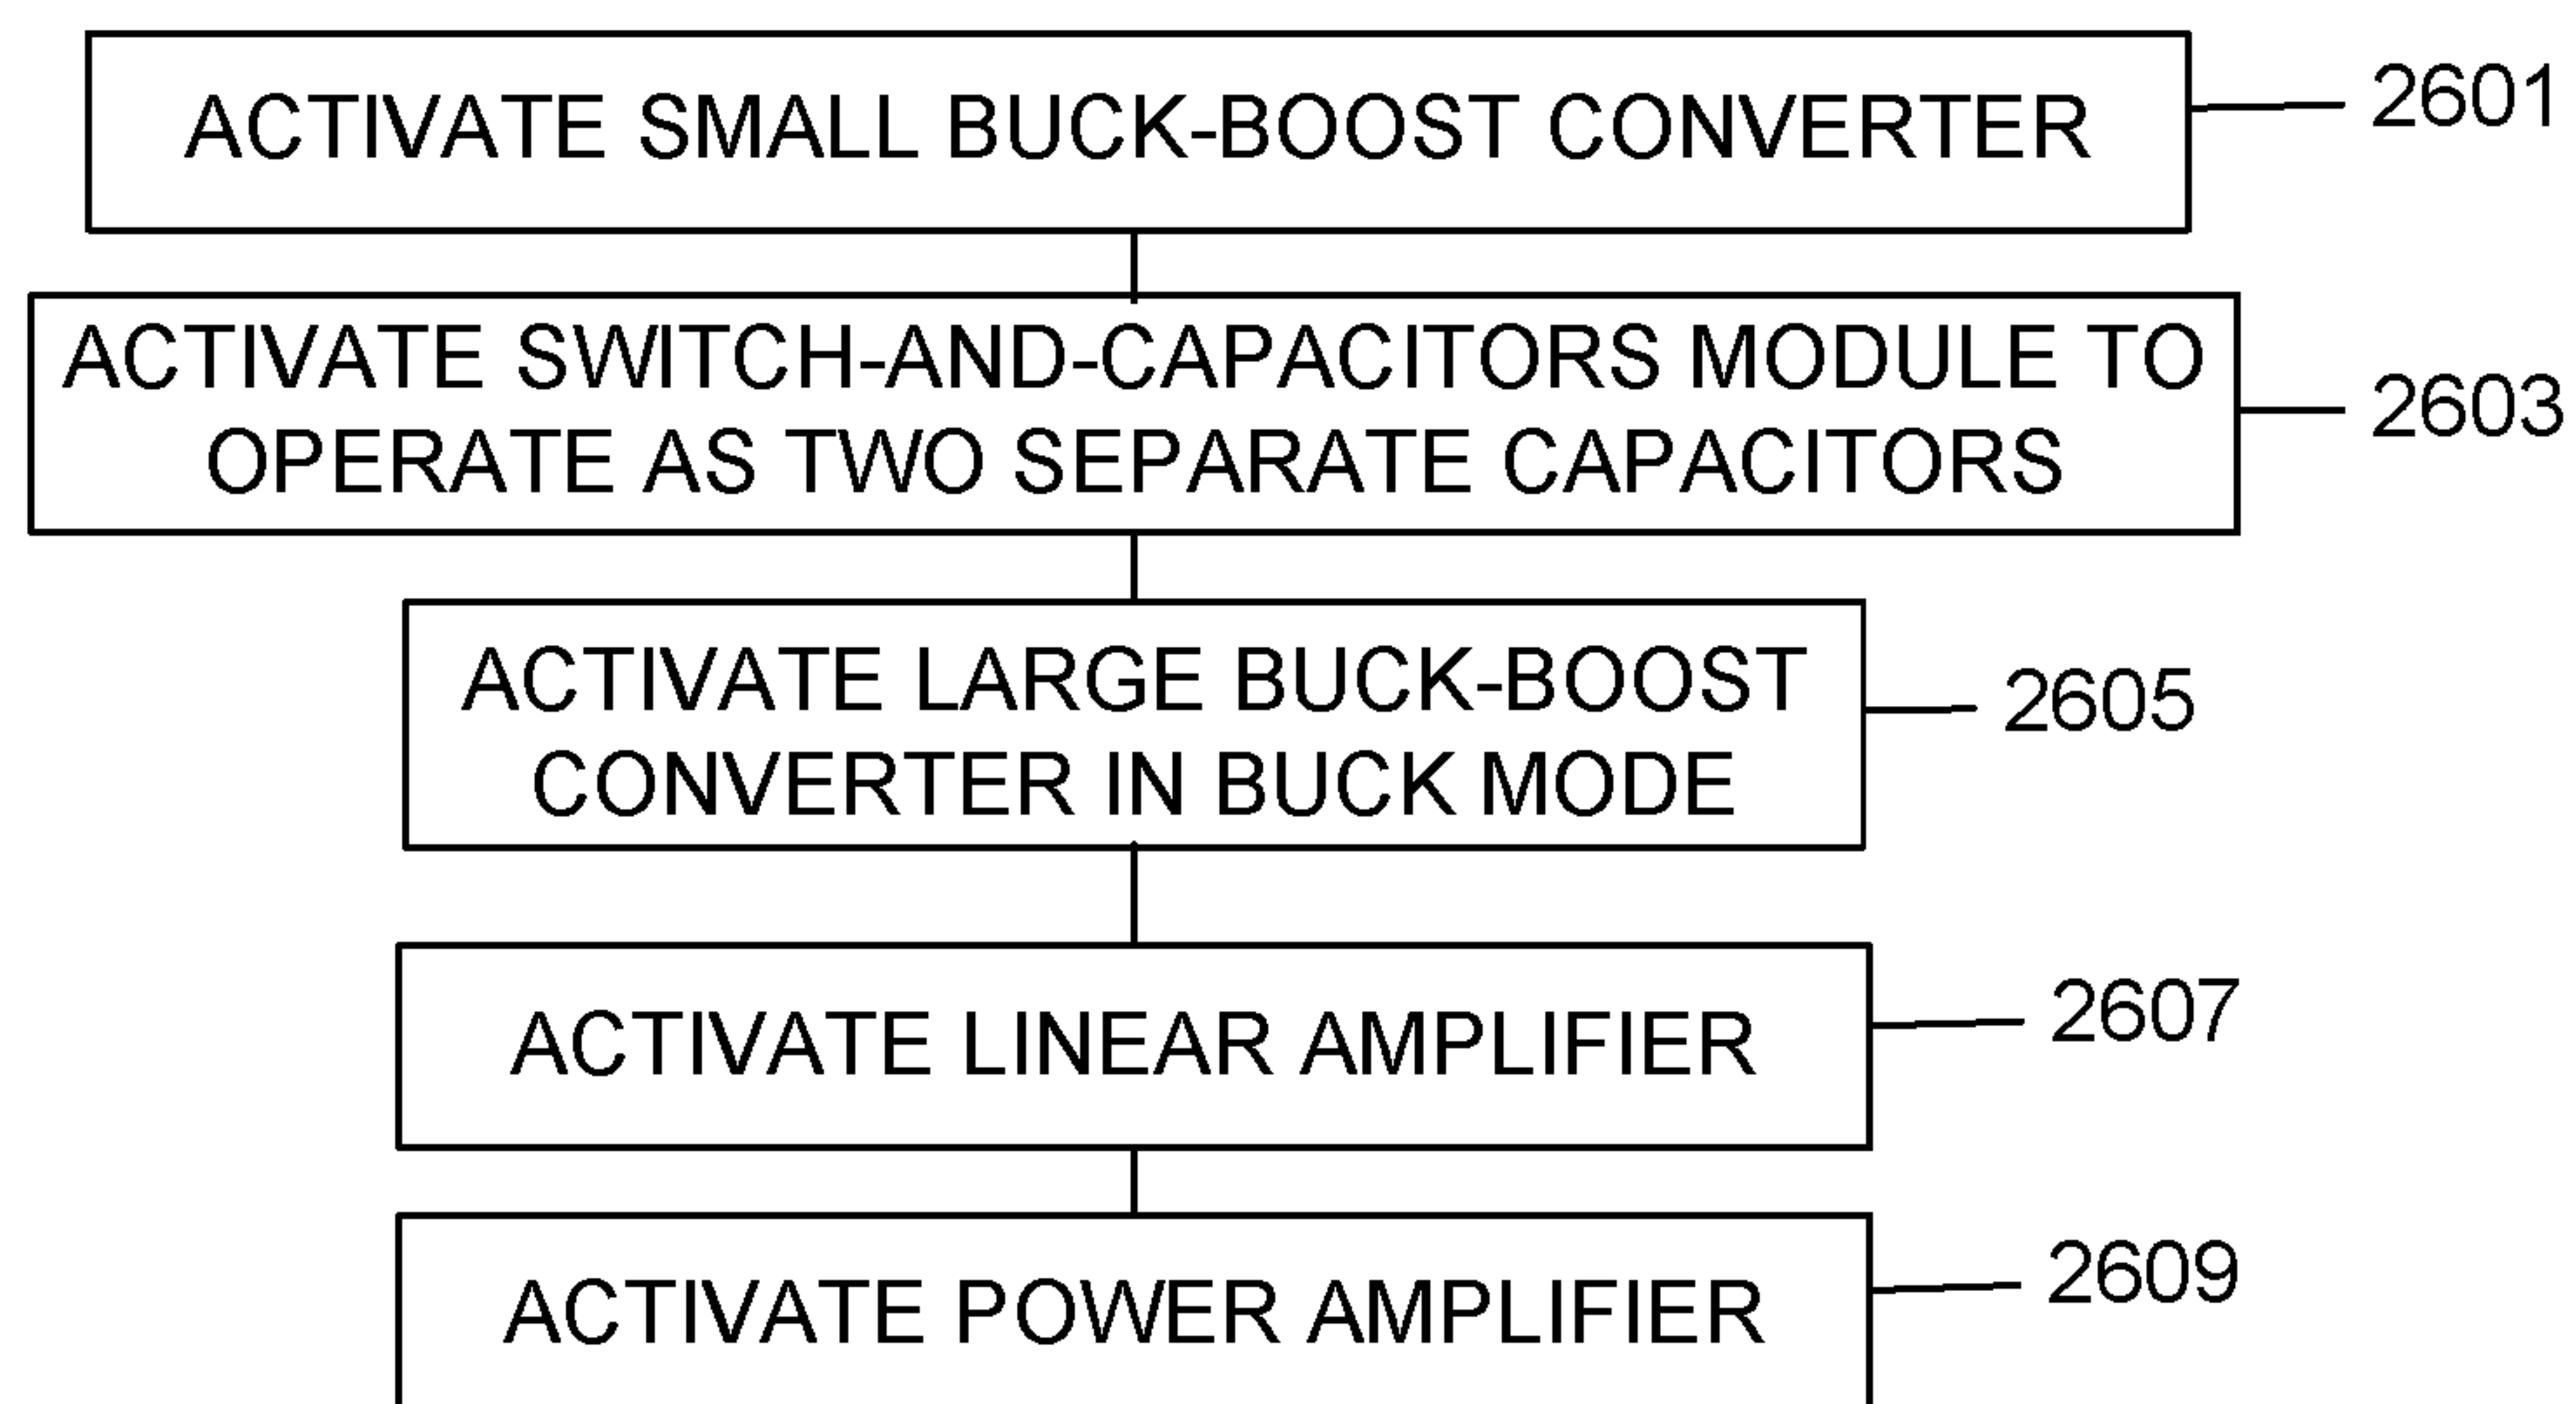 ACTIVATE SMALL BUCK-BOOST CONVERTER
2601
ACTIVATE SWITCH-AND-CAPACITORS MODULE TO
OPERATE AS TWO SEPARATE CAPACITORS
2603
ACTIVATE LARGE BUCK-BOOST
CONVERTER IN BUCK MODE
2605
ACTIVATE LINEAR AMPLIFIER
2607
ACTIVATE POWER AMPLIFIER
2609